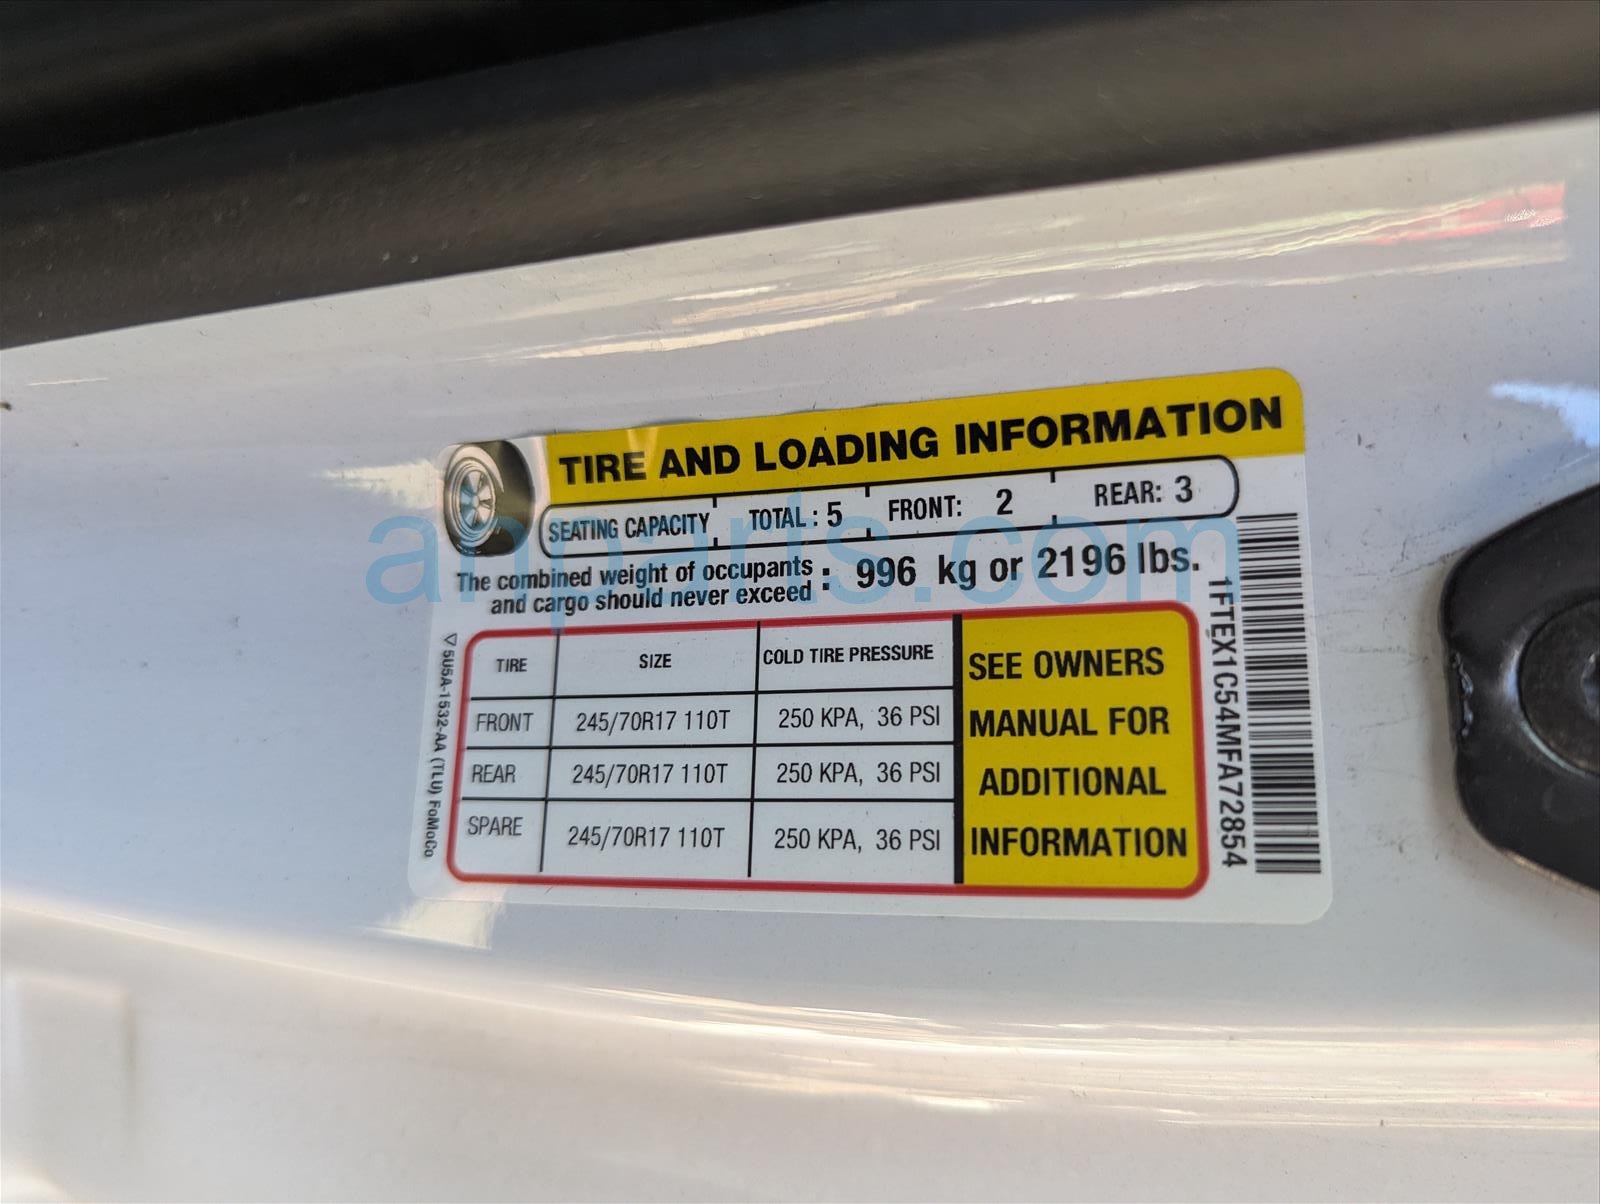 TIRE AND LOADING INFORMATION
SEATING CAPACITY TOTAL: 5 FRONT: 2 REAR: 3
The combined weight of occupants
and cargo should never exceed : 996 kg or 2196 lbs.
TIRE SIZE COLD TIRE PRESSURE
FRONT 245/70R17 110T 250 KPA, 36 PSI
REAR 245/70R17 110T 250 KPA, 36 PSI
SPARE 245/70R17 110T 250 KPA, 36 PSI
SEE OWNERS
MANUAL FOR
ADDITIONAL
INFORMATION
5U5A-1532-AA (TLU) FoMoCo
1FTEX1C54MFA72854
anparts.com